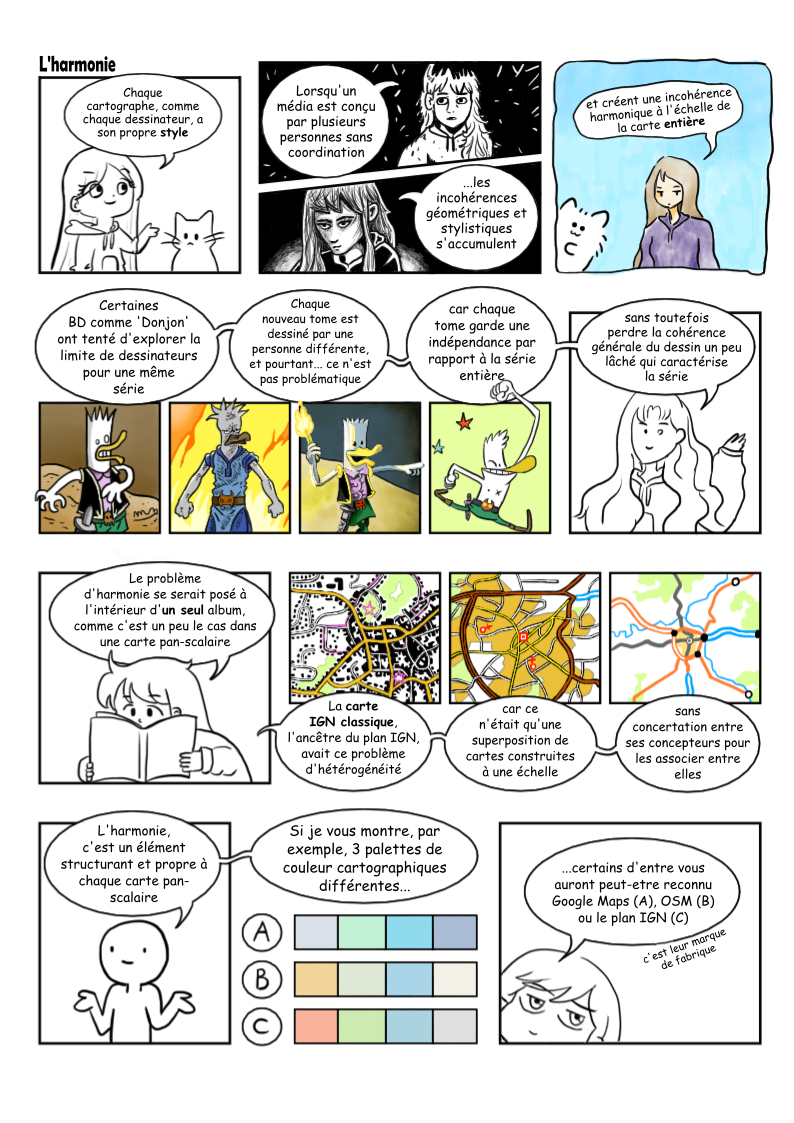 L'harmonie
Chaque
cartographe, comme
chaque dessinateur, a
son propre style
Lorsqu'un
média est conçu
par plusieurs
personnes sans
coordination
...les
incohérences
géométriques et
stylistiques
s'accumulent
et créent une incohérence
harmonique à l'échelle de
la carte entière
Certaines
BD comme 'Donjon'
ont tenté d'explorer la
limite de dessinateurs
pour une même
série
Chaque
nouveau tome est
dessiné par une
personne différente,
et pourtant... ce n'est
pas problématique
car chaque
tome garde une
indépendance par
rapport à la série
entière
sans toutefois
perdre la cohérence
générale du dessin un peu
lâché qui caractérise
la série
Le problème
d'harmonie se serait posé à
l'intérieur d'un seul album,
comme c'est un peu le cas dans
une carte pan-scalaire
La carte
IGN classique,
l'ancêtre du plan IGN,
avait ce problème
d'hétérogénéité
car ce
n'était qu'une
superposition de
cartes construites
à une échelle
sans
concertation entre
ses concepteurs pour
les associer entre
elles
L'harmonie,
c'est un élément
structurant et propre à
chaque carte pan-
scalaire
Si je vous montre, par
exemple, 3 palettes de
couleur cartographiques
différentes...
A
B
C
...certains d'entre vous
auront peut-etre reconnu
Google Maps (A), OSM (B)
ou le plan IGN (C)
c'est leur marque
de fabrique